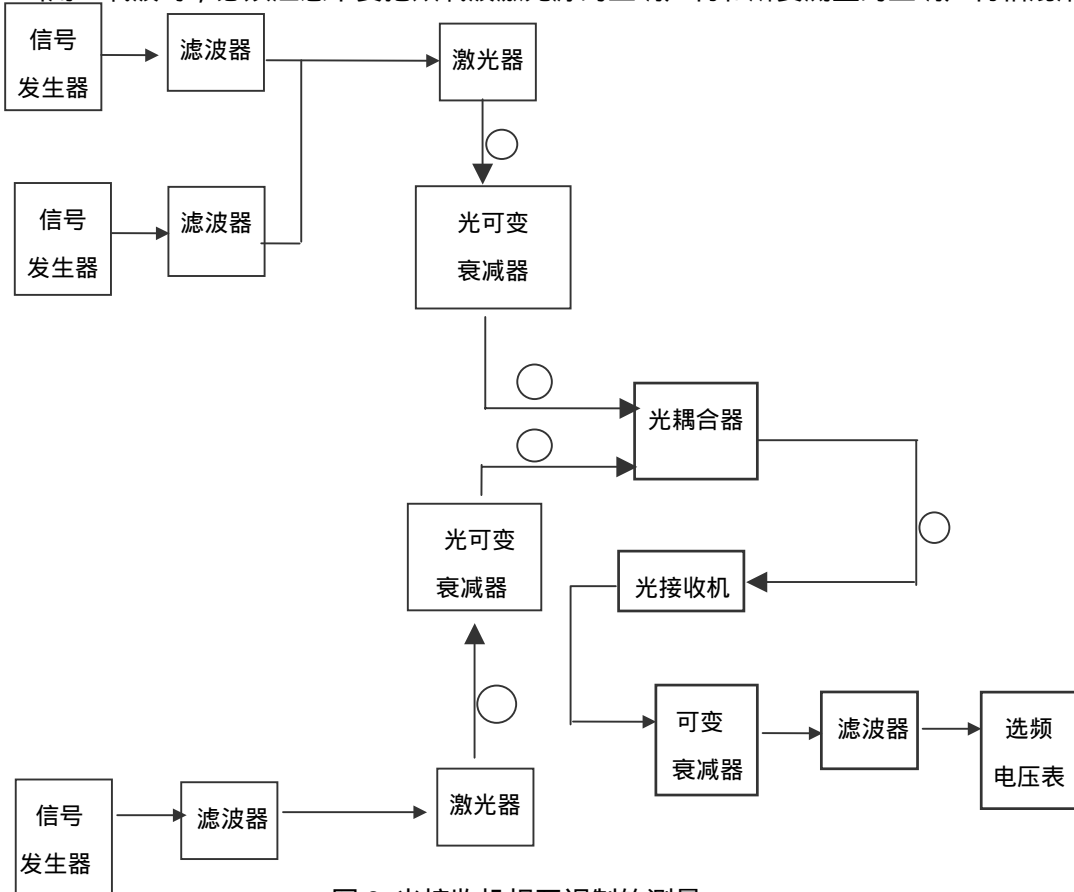 信号
发生器
滤波器
激光器
信号
发生器
滤波器
光可变
衰减器
光耦合器
光可变
衰减器
光接收机
可变
衰减器
滤波器
选频
电压表
信号
发生器
滤波器
激光器